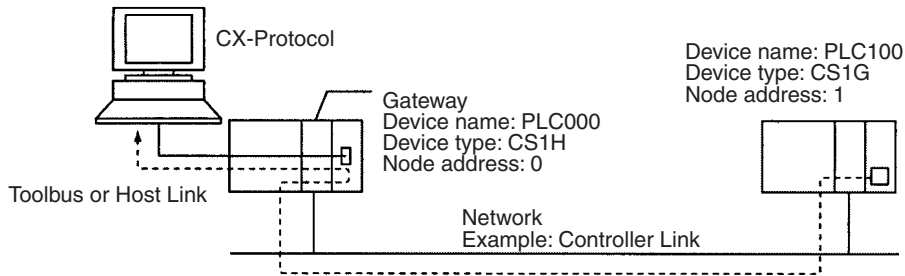 CX-Protocol
Gateway
Device name: PLC000
Device type: CS1H
Node address: 0
Device name: PLC100
Device type: CS1G
Node address: 1
Toolbus or Host Link
Network
Example: Controller Link